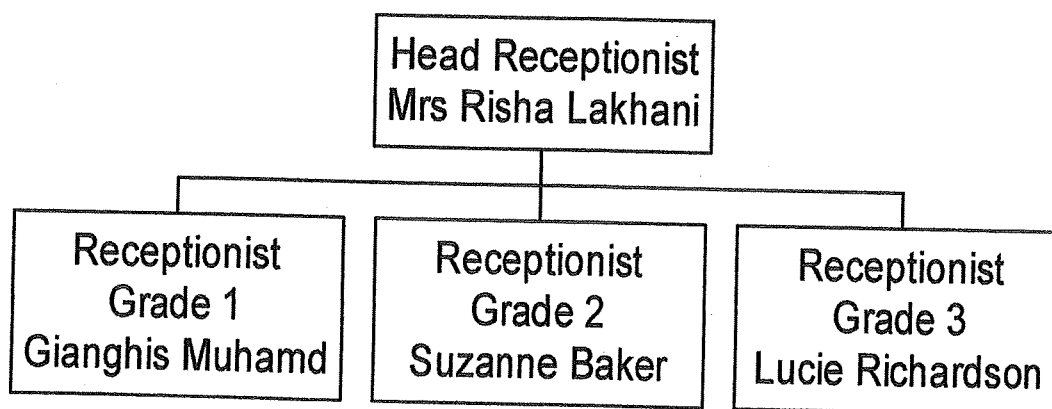 Head Receptionist
Mrs Risha Lakhani
Receptionist
Grade 1
Gianghis Muhamd
Receptionist
Grade 2
Suzanne Baker
Receptionist
Grade 3
Lucie Richardson